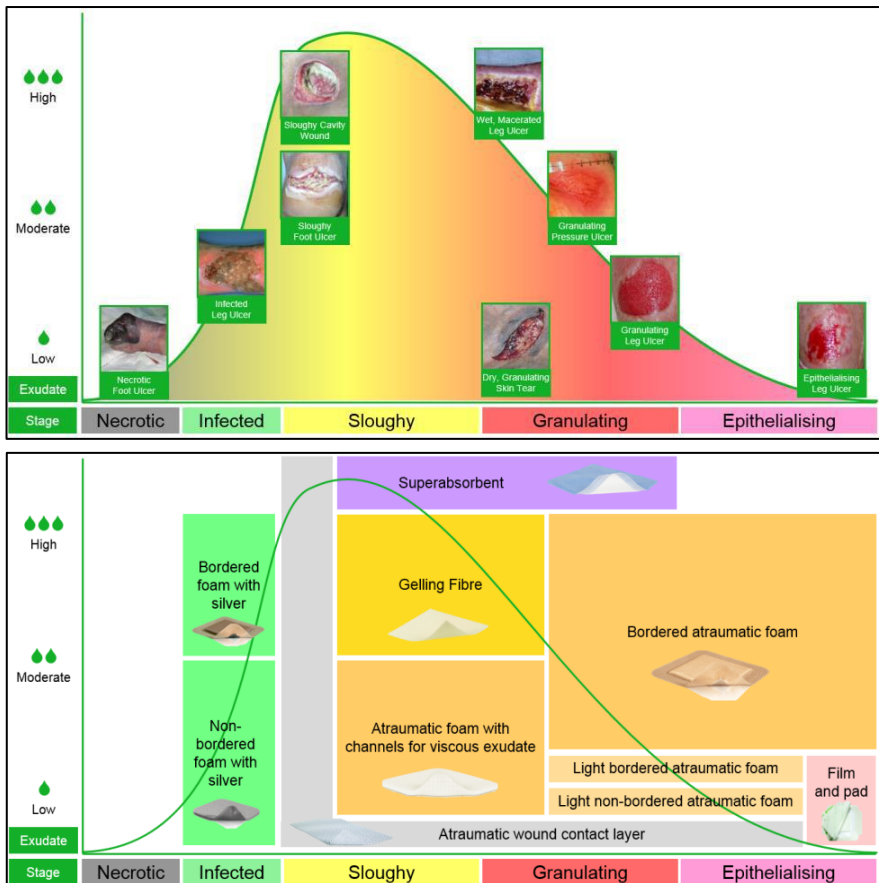 High
Moderate
Low
Exudate
Stage
Sloughy Cavity
Wound
Wet, Macerated
Leg Ulcer
Sloughy
Foot Ulcer
Granulating
Pressure Ulcer
Infected
Leg Ulcer
Granulating
Leg Ulcer
Necrotic
Foot Ulcer
Dry, Granulating
Skin Tear
Epithelialising
Leg Ulcer
Necrotic
Infected
Sloughy
Granulating
Epithelialising
High
Moderate
Low
Exudate
Stage
Superabsorbent
Bordered
foam with
silver
Gelling Fibre
Bordered atraumatic foam
Non-
bordered
foam with
silver
Atraumatic foam with
channels for viscous exudate
Light bordered atraumatic foam
Light non-bordered atraumatic foam
Film
and pad
Atraumatic wound contact layer
Necrotic
Infected
Sloughy
Granulating
Epithelialising